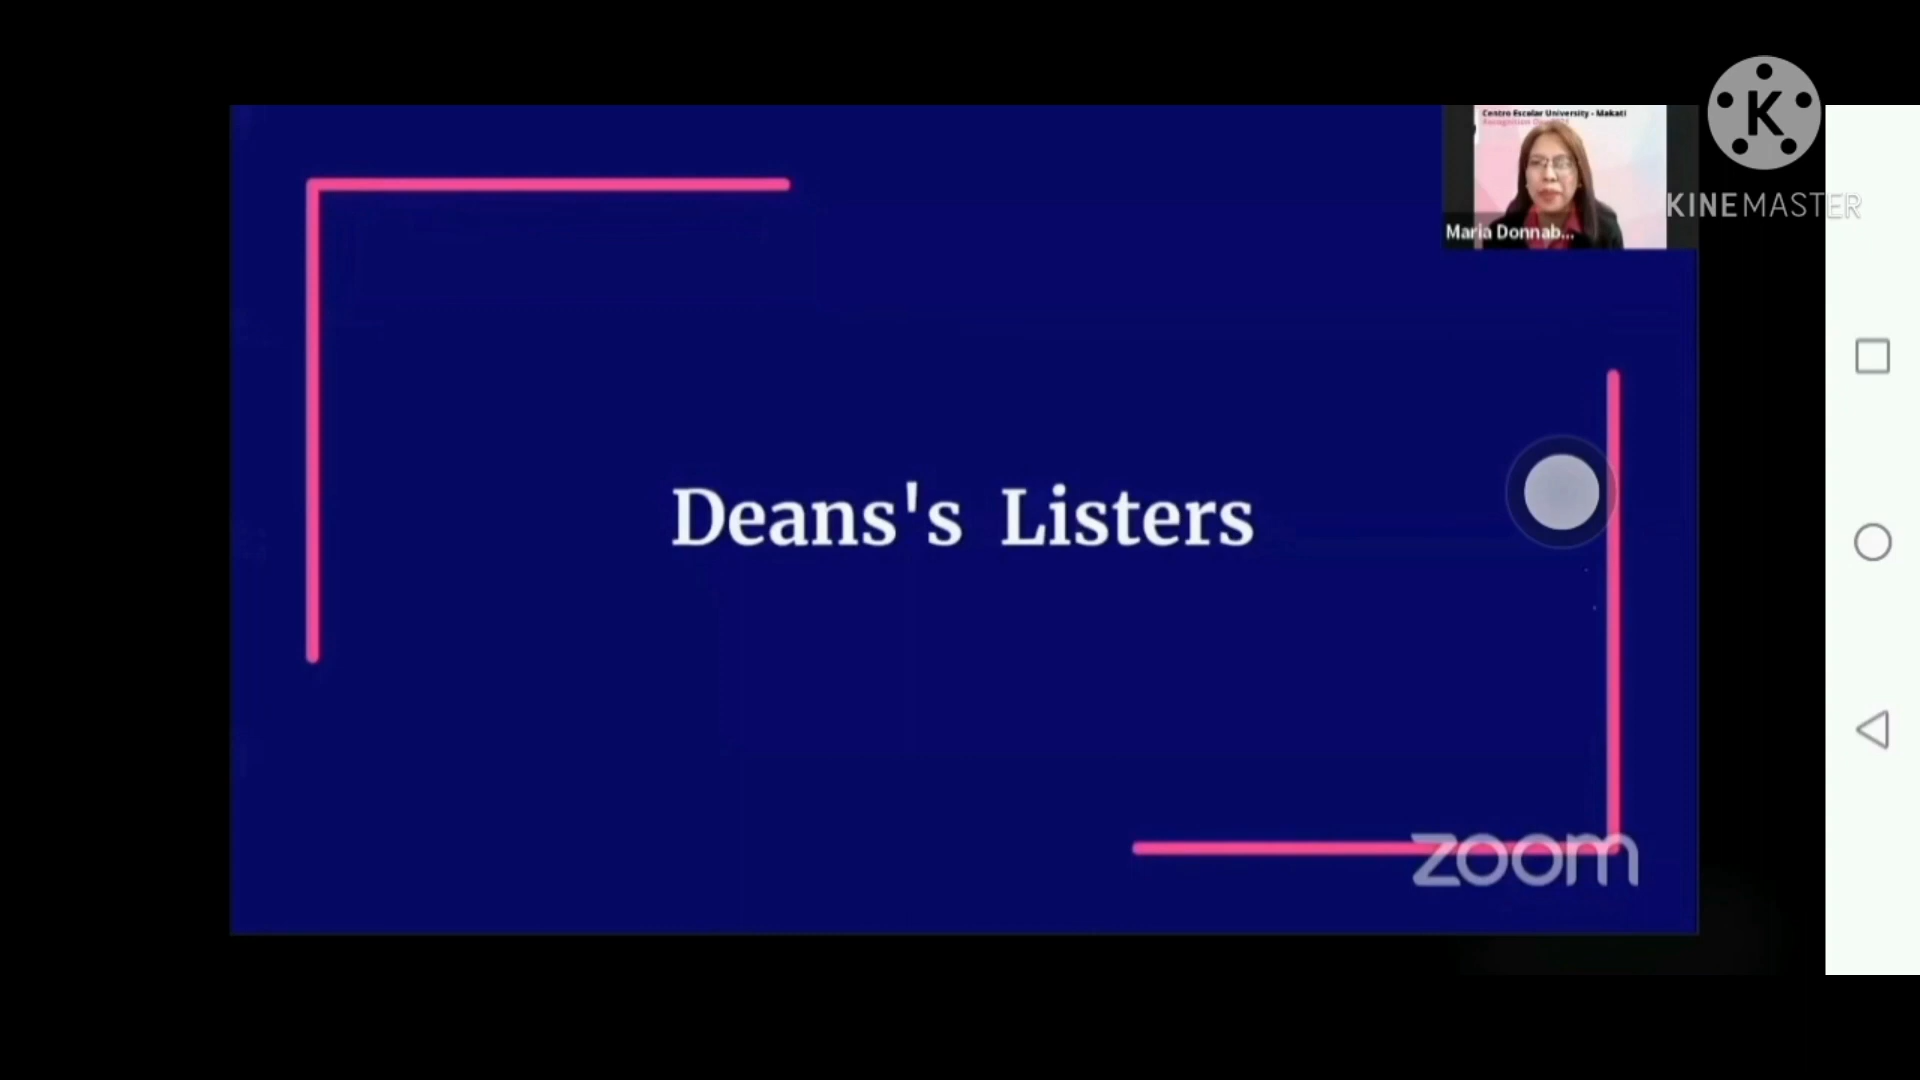 Centro Escolar University - Makati
Maria Donnab...
K
KINEMASTER
Deans's Listers
zoom